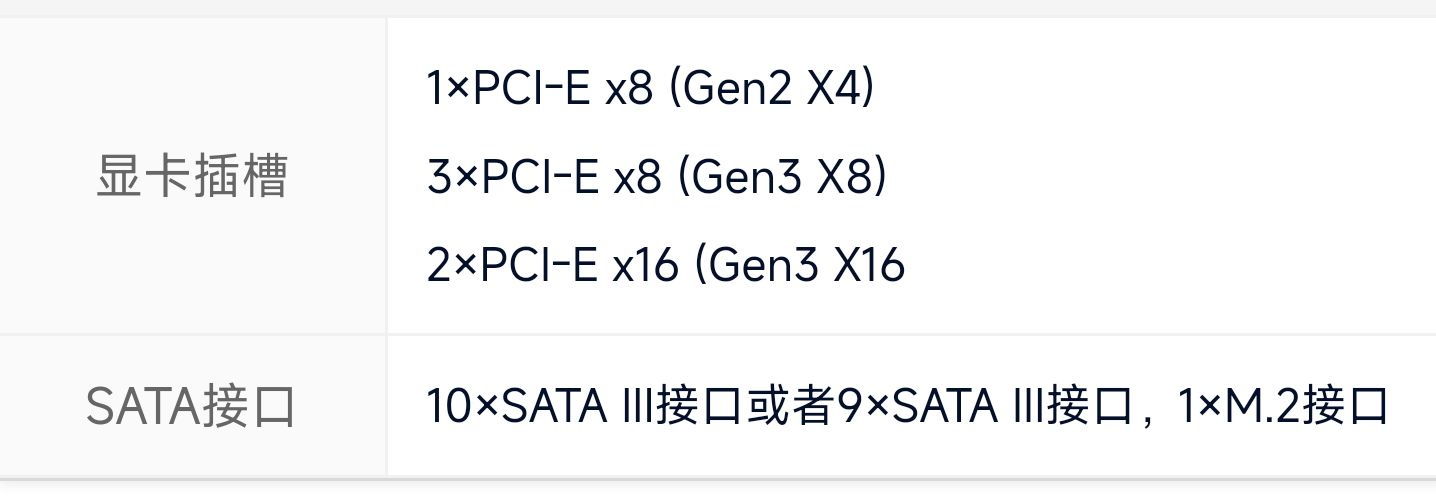 显卡插槽
1×PCI-E x8 (Gen2 X4)
3×PCI-E x8 (Gen3 X8)
2×PCI-E x16 (Gen3 X16
SATA接口
10×SATA III接口或者9×SATA III接口，1×M.2接口